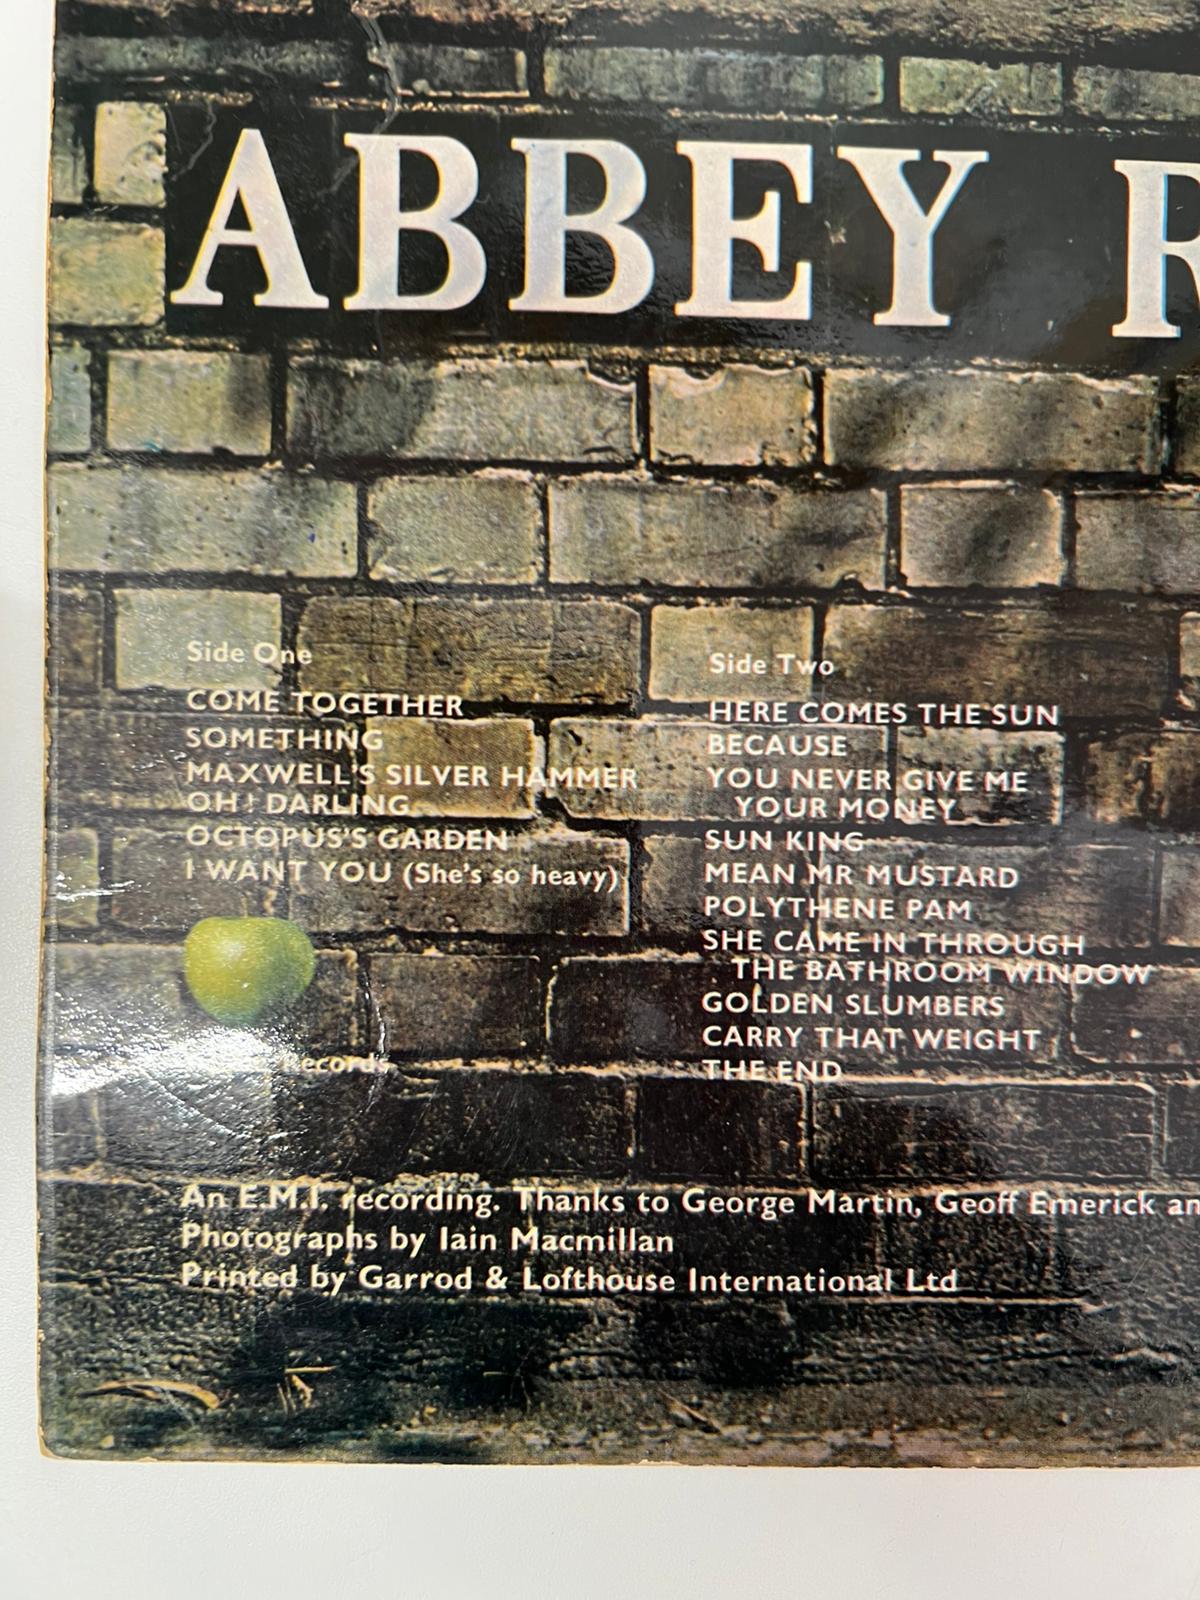 ABBEY R
Side One
COME TOGETHER
SOMETHING
MAXWELL'S SILVER HAMMER
OH! DARLING
OCTOPUS'S GARDEN
I WANT YOU (She's so heavy)
Records
Side Two
HERE COMES THE SUN
BECAUSE
YOU NEVER GIVE ME
YOUR MONEY
SUN KING
MEAN MR MUSTARD
POLYTHENE PAM
SHE CAME IN THROUGH
THE BATHROOM WINDOW
GOLDEN SLUMBERS
CARRY THAT WEIGHT
THE END
An E.M.I. recording. Thanks to George Martin, Geoff Emerick an
Photographs by Iain Macmillan
Printed by Garrod & Lofthouse International Ltd